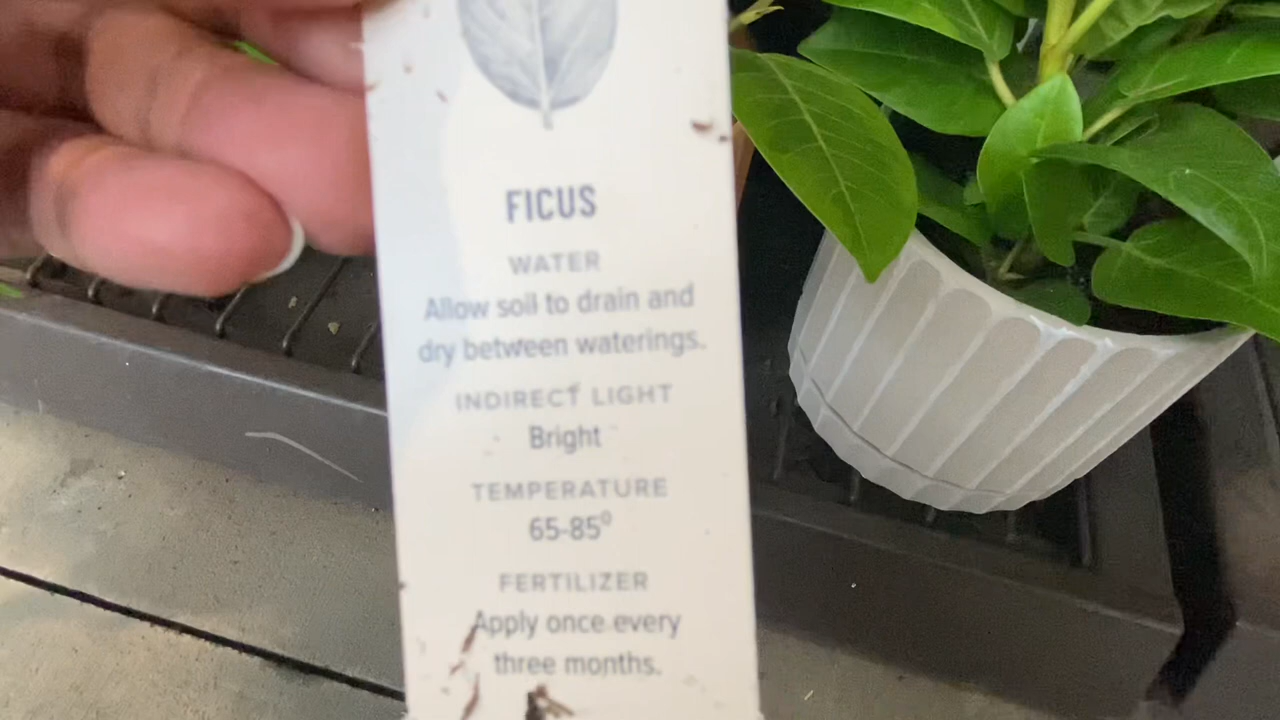 FICUS
WATER
Allow soil to drain and
dry between waterings.
INDIRECT LIGHT
Bright
TEMPERATURE
65-85⁰
FERTILIZER
Apply once every
three months.